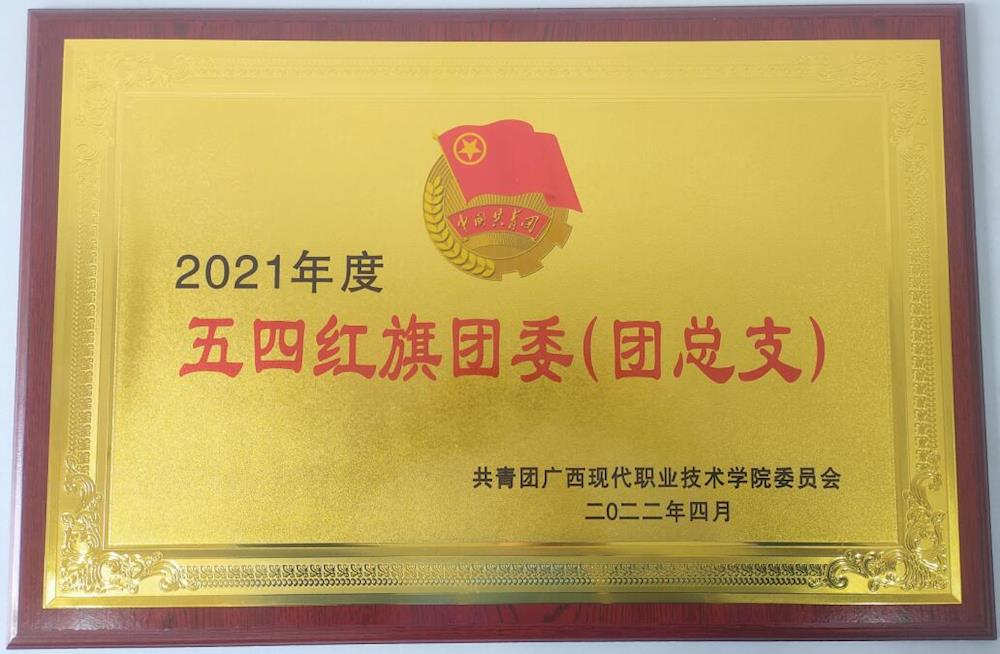 中国共青团
2021年度
五四红旗团委(团总支)
共青团广西现代职业技术学院委员会
二0二二年四月